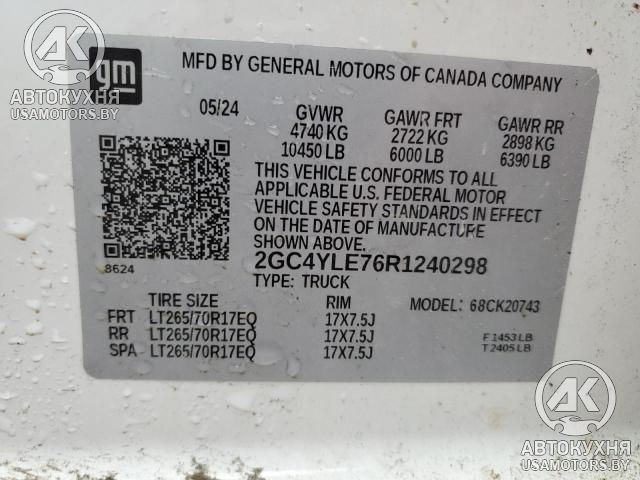 gm
MFD BY GENERAL MOTORS OF CANADA COMPANY
05/24 GVWR GAWR FRT GAWR RR
4740 KG 2722 KG 2898 KG
10450 LB 6000 LB 6390 LB
THIS VEHICLE CONFORMS TO ALL
APPLICABLE U.S. FEDERAL MOTOR
VEHICLE SAFETY STANDARDS IN EFFECT
ON THE DATE OF MANUFACTURE
SHOWN ABOVE.
8624
2GC4YLE76R1240298
TYPE: TRUCK
TIRE SIZE RIM MODEL: 68CK20743
FRT LT265/70R17EQ 17X7.5J
RR LT265/70R17EQ 17X7.5J F 1453 LB
SPA LT265/70R17EQ 17X7.5J T 2405 LB
АК
АВТОКУХНЯ
USAMOTORS.BY
АК
АВТОКУХНЯ
USAMOTORS.BY